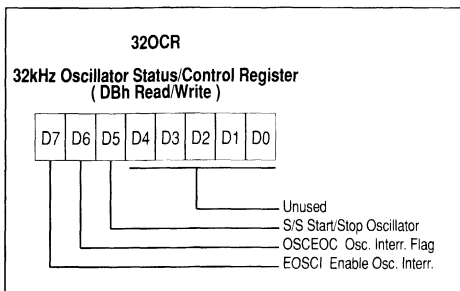 32OCR
32kHz Oscillator Status/Control Register
( DBh Read/Write )
D7 D6 D5 D4 D3 D2 D1 D0
Unused
S/S Start/Stop Oscillator
OSCEOC Osc. Interr. Flag
EOSCI Enable Osc. Interr.